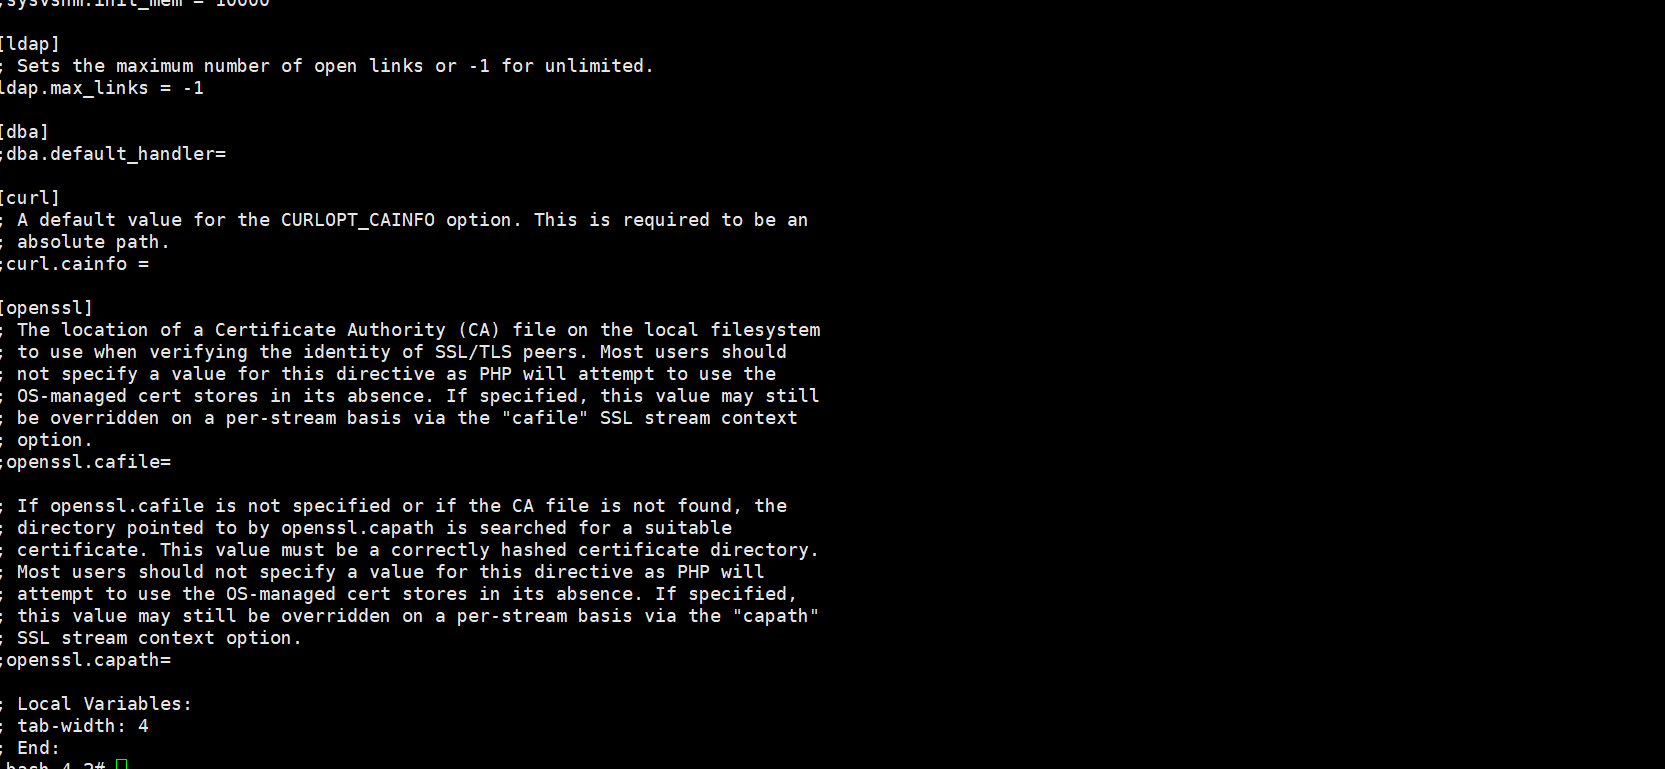 ;sysvshm.init_mem = 10000
[ldap]
; Sets the maximum number of open links or -1 for unlimited.
ldap.max_links = -1
[dba]
;dba.default_handler=
[curl]
; A default value for the CURLOPT_CAINFO option. This is required to be an
; absolute path.
;curl.cainfo =
[openssl]
; The location of a Certificate Authority (CA) file on the local filesystem
; to use when verifying the identity of SSL/TLS peers. Most users should
; not specify a value for this directive as PHP will attempt to use the
; OS-managed cert stores in its absence. If specified, this value may still
; be overridden on a per-stream basis via the "cafile" SSL stream context
; option.
;openssl.cafile=
; If openssl.cafile is not specified or if the CA file is not found, the
; directory pointed to by openssl.capath is searched for a suitable
; certificate. This value must be a correctly hashed certificate directory.
; Most users should not specify a value for this directive as PHP will
; attempt to use the OS-managed cert stores in its absence. If specified,
; this value may still be overridden on a per-stream basis via the "capath"
; SSL stream context option.
;openssl.capath=
; Local Variables:
; tab-width: 4
; End:
bash-4.2#